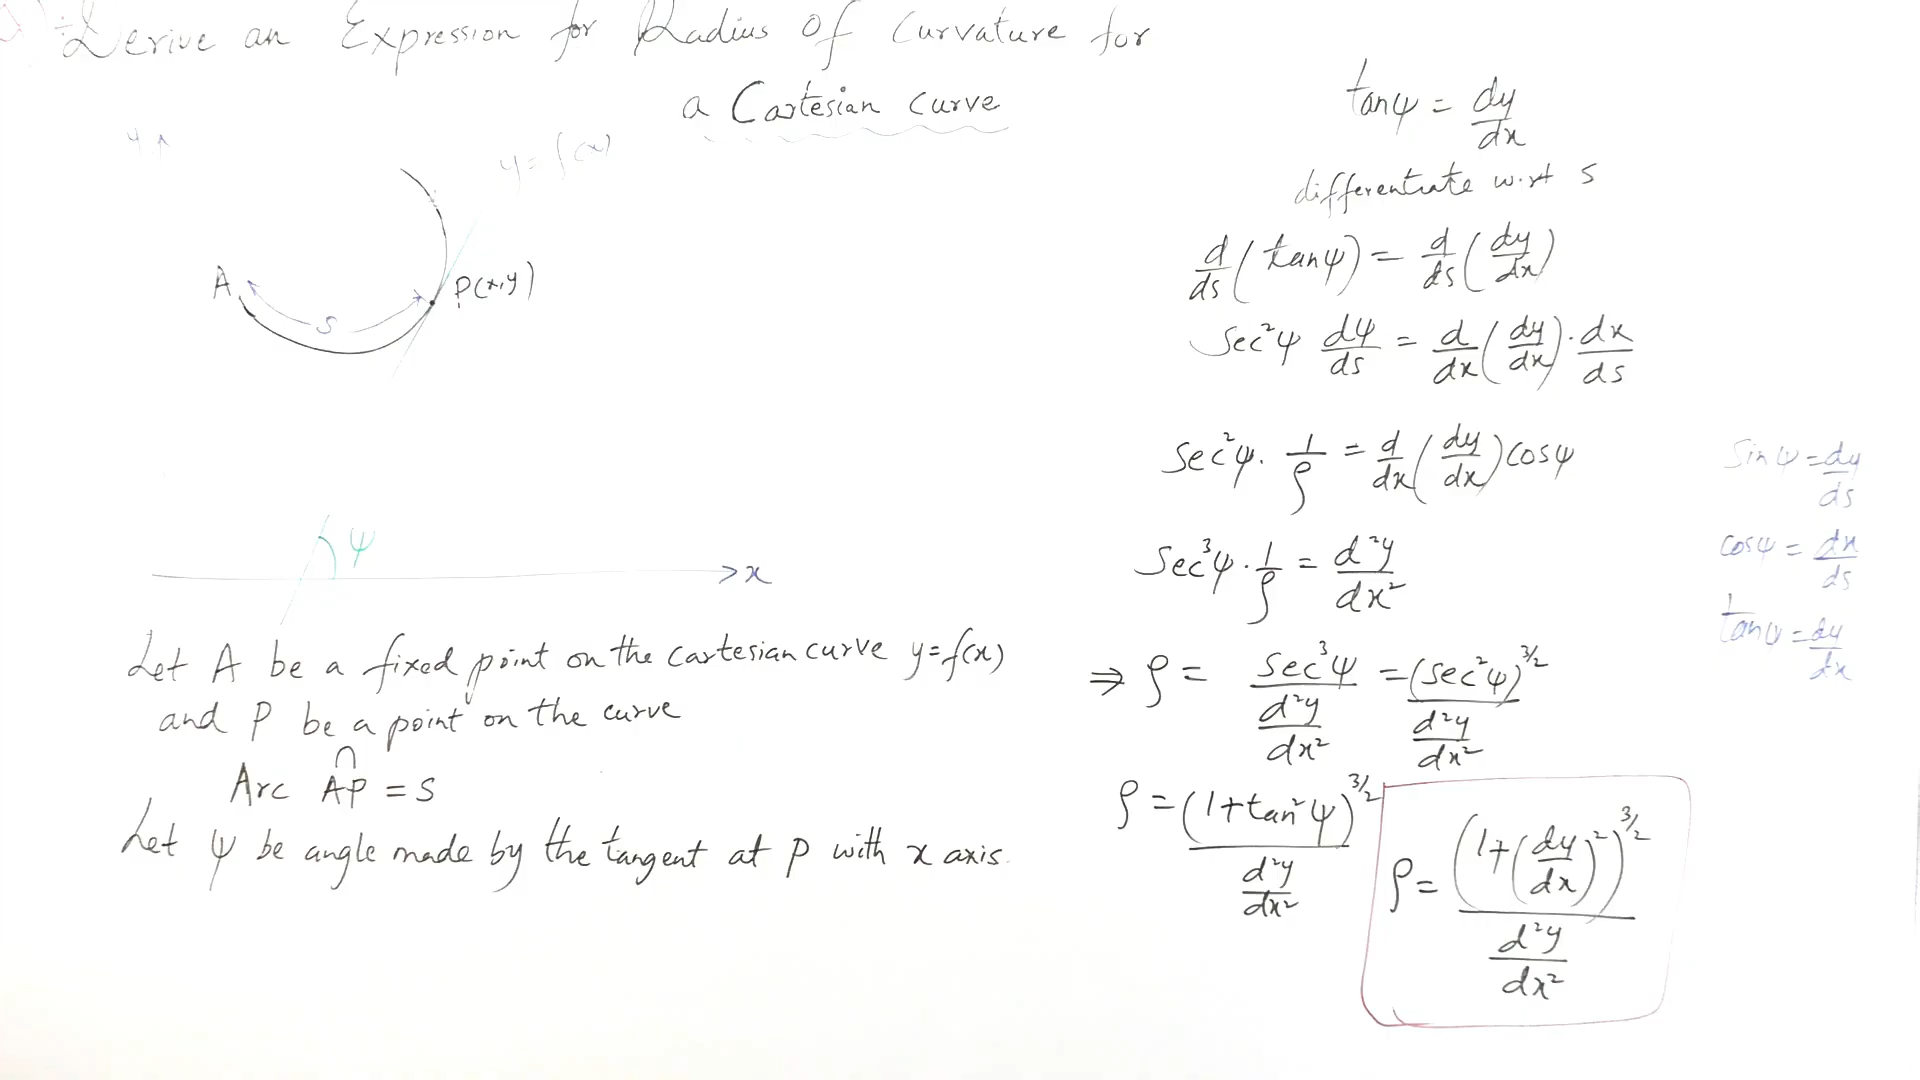 Derive an Expression for Radius Of Curvature for
a Cartesian curve
y
y = f(x)
A
S
P(x,y)
ψ
x
Let A be a fixed point on the cartesian curve y=f(x)
and P be a point on the curve
Arc AP = S
Let ψ be angle made by the tangent at P with x axis.
tanψ = dy/dx
differentiate w.r.t s
d/ds (tanψ) = d/ds (dy/dx)
Sec²ψ dψ/ds = d/dx (dy/dx) · dx/ds
Sec²ψ · 1/ρ = d/dx (dy/dx) cosψ
Sec³ψ · 1/ρ = d²y/dx²
⇒ ρ = sec³ψ / (d²y/dx²) = (sec²ψ)^3/2 / (d²y/dx²)
ρ = (1+tan²ψ)^3/2 / (d²y/dx²)
ρ = (1+(dy/dx)²)^3/2 / (d²y/dx²)
Sinψ = dy/ds
cosψ = dx/ds
tanψ = dy/dx